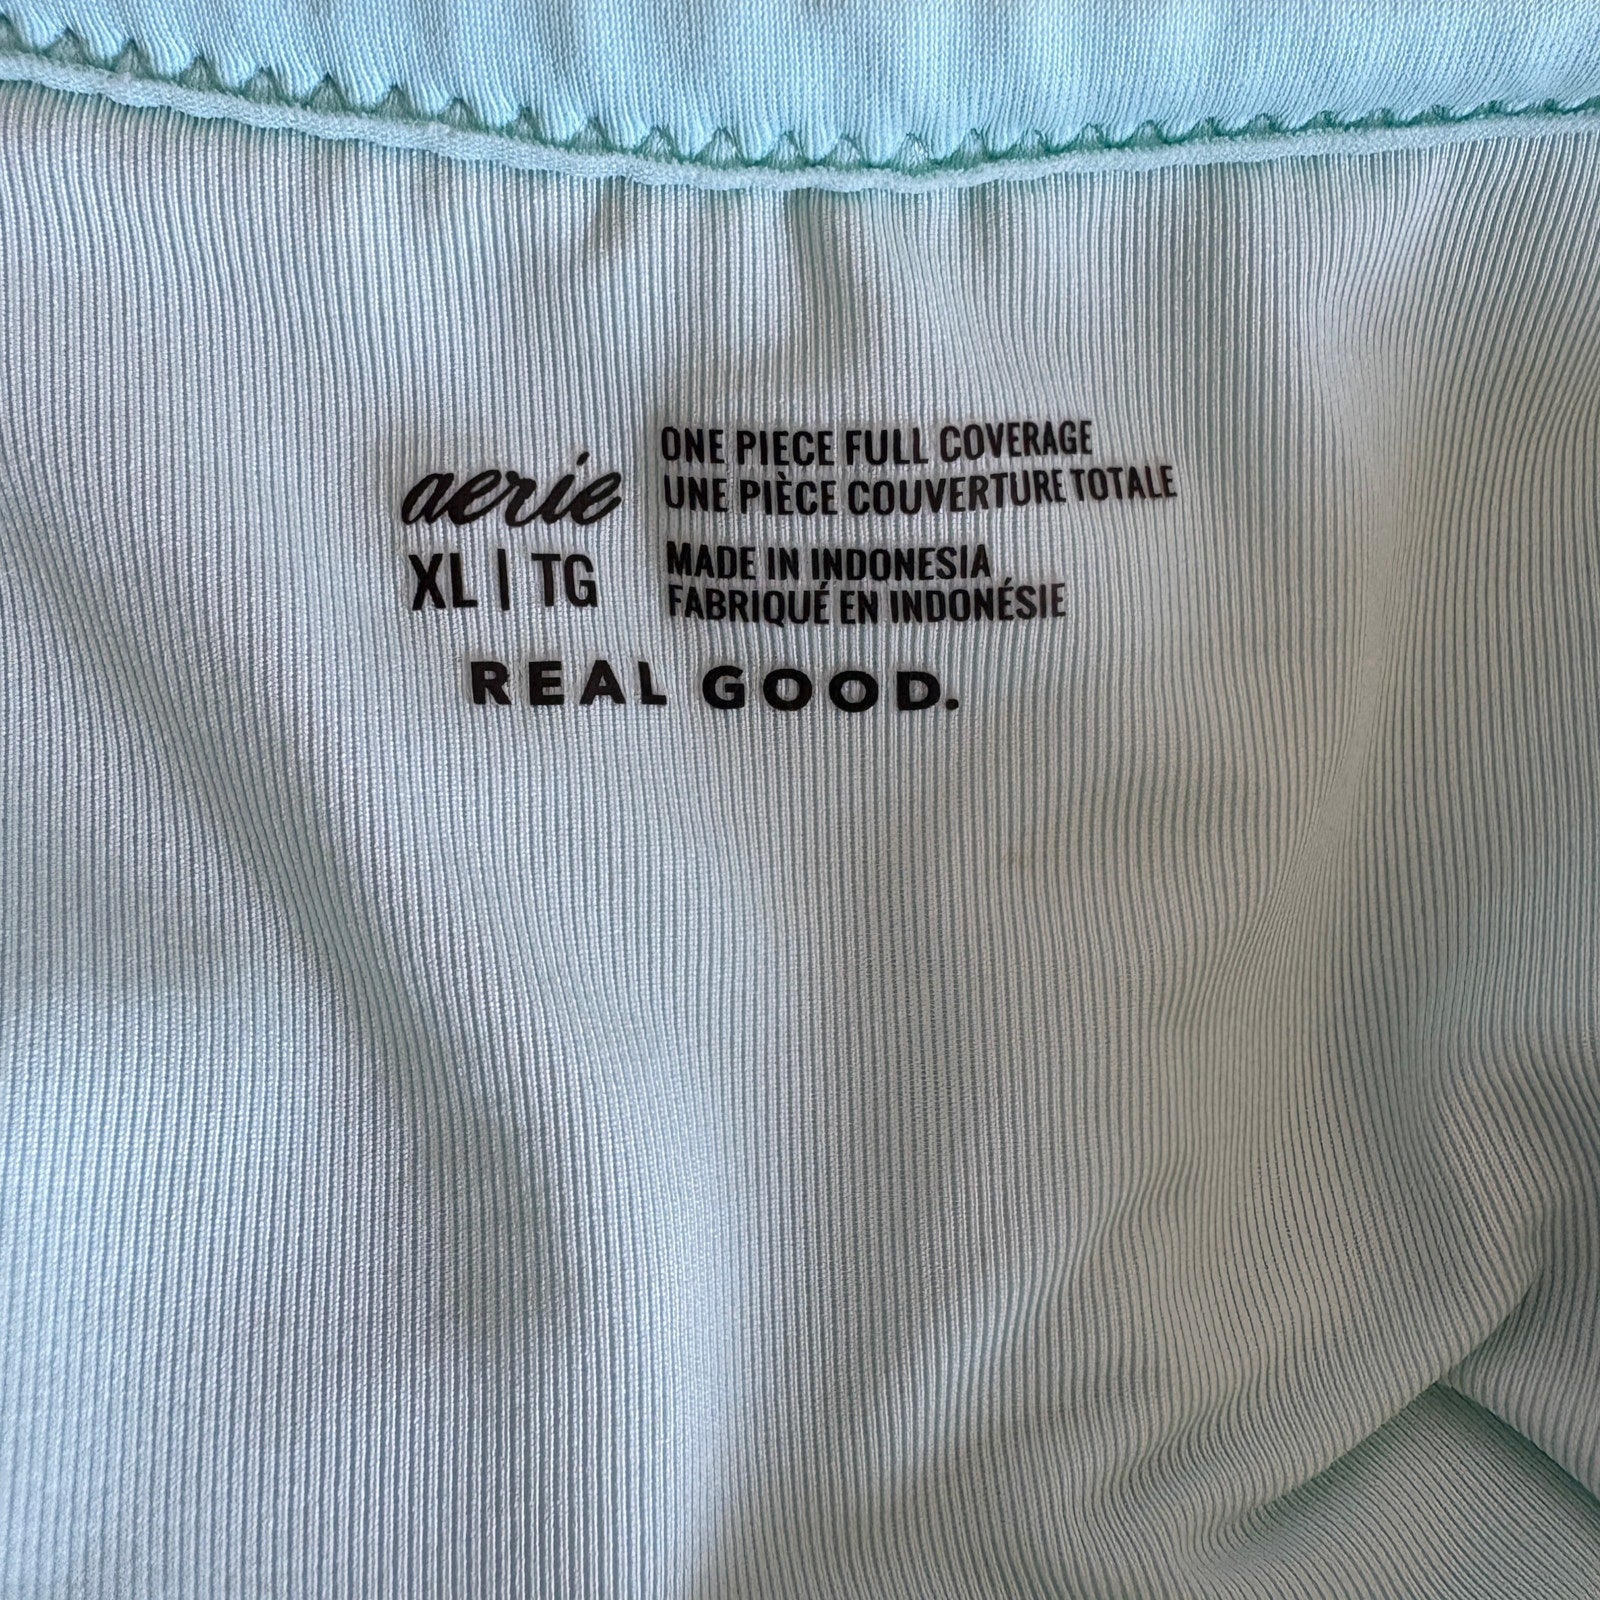 aerie
XL | TG
ONE PIECE FULL COVERAGE
UNE PIÈCE COUVERTURE TOTALE
MADE IN INDONESIA
FABRIQUÉ EN INDONÉSIE
REAL GOOD.